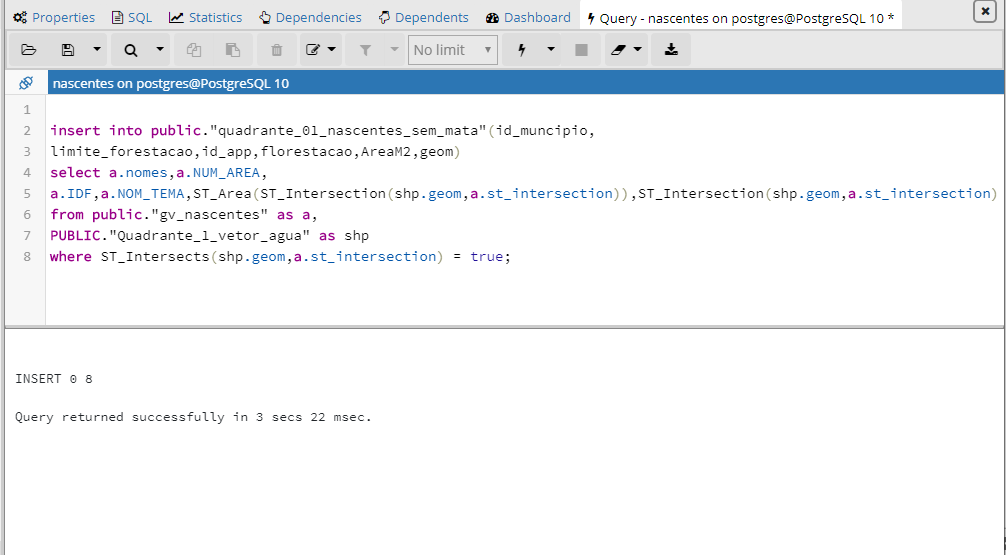 Properties SQL Statistics Dependencies Dependents Dashboard Query - nascentes on postgres@PostgreSQL 10 *
No limit
nascentes on postgres@PostgreSQL 10
1
2 insert into public."quadrante_01_nascentes_sem_mata"(id_muncipio,
3 limite_forestacao,id_app,florestacao,AreaM2,geom)
4 select a.nomes,a.NUM_AREA,
5 a.IDF,a.NOM_TEMA,ST_Area(ST_Intersection(shp.geom,a.st_intersection)),ST_Intersection(shp.geom,a.st_intersection)
6 from public."gv_nascentes" as a,
7 PUBLIC."Quadrante_1_vetor_agua" as shp
8 where ST_Intersects(shp.geom,a.st_intersection) = true;
INSERT 0 8
Query returned successfully in 3 secs 22 msec.